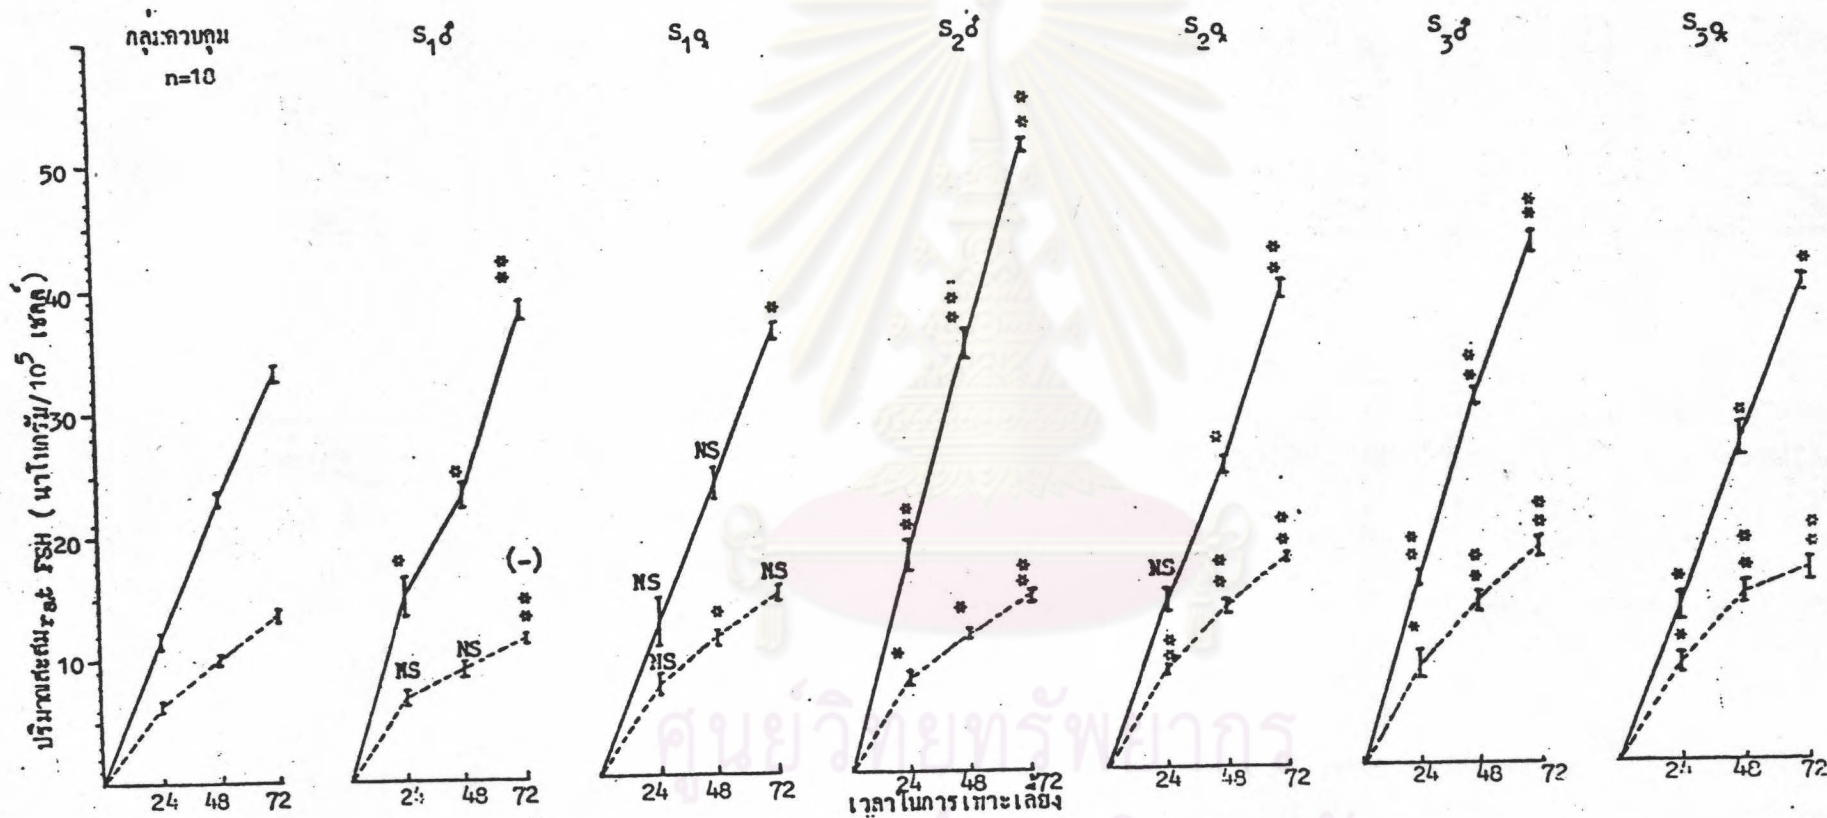 กลุ่มควบคุม
n=10
S₁♂
S₁♀
S₂♂
S₂♀
S₃♂
S₃♀
ปริมาณสะสม rat FSH (นาโนกรัม/10⁵ เซลล์)
50
40
30
20
10
* ** NS NS ** (-)
NS NS * NS * NS
** ** ** * * **
NS * ** ** ** **
** ** ** * ** **
* * * * ** **
24 48 72
24 48 72
24 48 72
24 48 72
24 48 72
24 48 72
24 48 72
เวลาในการเพาะเลี้ยง
ศูนย์วิทยทรัพยากร